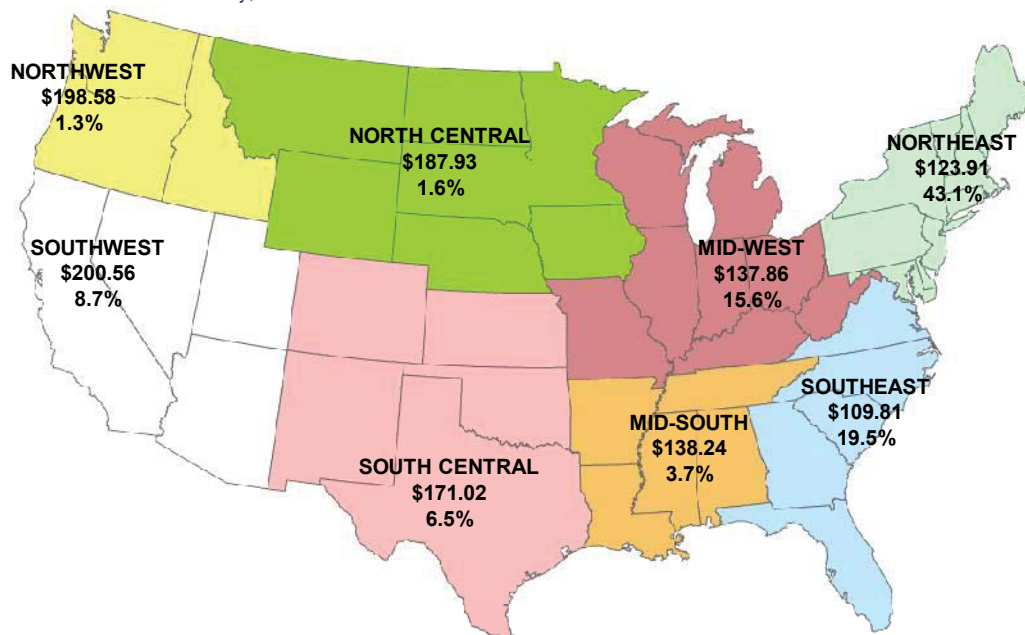 NORTHWEST
$198.58
1.3%
NORTH CENTRAL
$187.93
1.6%
NORTHEAST
$123.91
43.1%
SOUTHWEST
$200.56
8.7%
MID-WEST
$137.86
15.6%
SOUTHEAST
$109.81
19.5%
MID-SOUTH
$138.24
3.7%
SOUTH CENTRAL
$171.02
6.5%